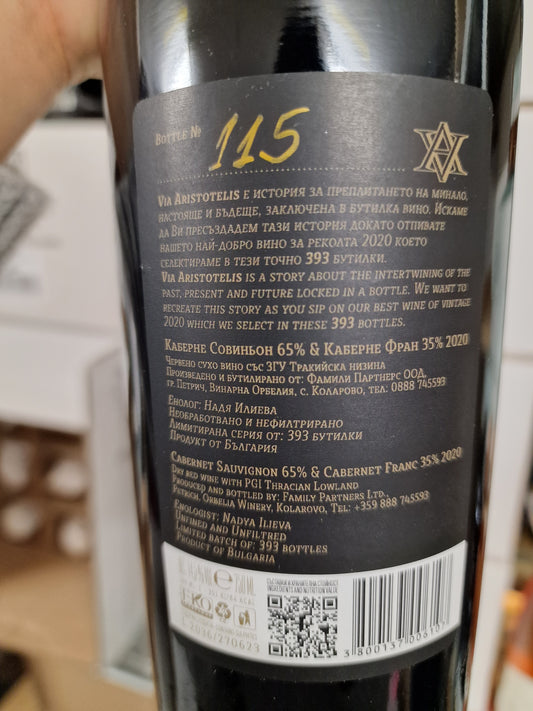 Bottle № 115
Via Aristotelis е история за преплитането на минало,
настояще и бъдеще, заключена в бутилка вино. Искаме
да Ви пресъздадем тази история докато отпивате
нашето най-добро вино за реколта 2020 което
селектираме в тези точно 393 бутилки.
Via Aristotelis is a story about the intertwining of the
past, present and future locked in a bottle. We want to
recreate this story as you sip on our best wine of vintage
2020 which we select in these 393 bottles.
Каберне Совиньон 65% & Каберне Фран 35% 2020
Червено сухо вино със ЗГУ Тракийска низина
Произведено и бутилирано от: Фамили Партнерс ООД,
гр. Петрич, Винарна Орбелия, с. Коларово, тел: 0888 745593
Енолог: Надя Илиева
Необработено и нефилтрирано
Лимитирана серия от: 393 бутилки
Продукт от България
Cabernet Sauvignon 65% & Cabernet Franc 35% 2020
Dry red wine with PGI Thracian Lowland
Produced and bottled by: Family Partners Ltd.,
Petrich, Orbelia Winery, Kolarovo, Tel: +359 888 745593
Enologist: Nadya Ilieva
Unfined and Unfiltred
Limited batch of: 393 bottles
Product of Bulgaria
INGREDIENTS AND NUTRITION VALUE
L 2036/270623